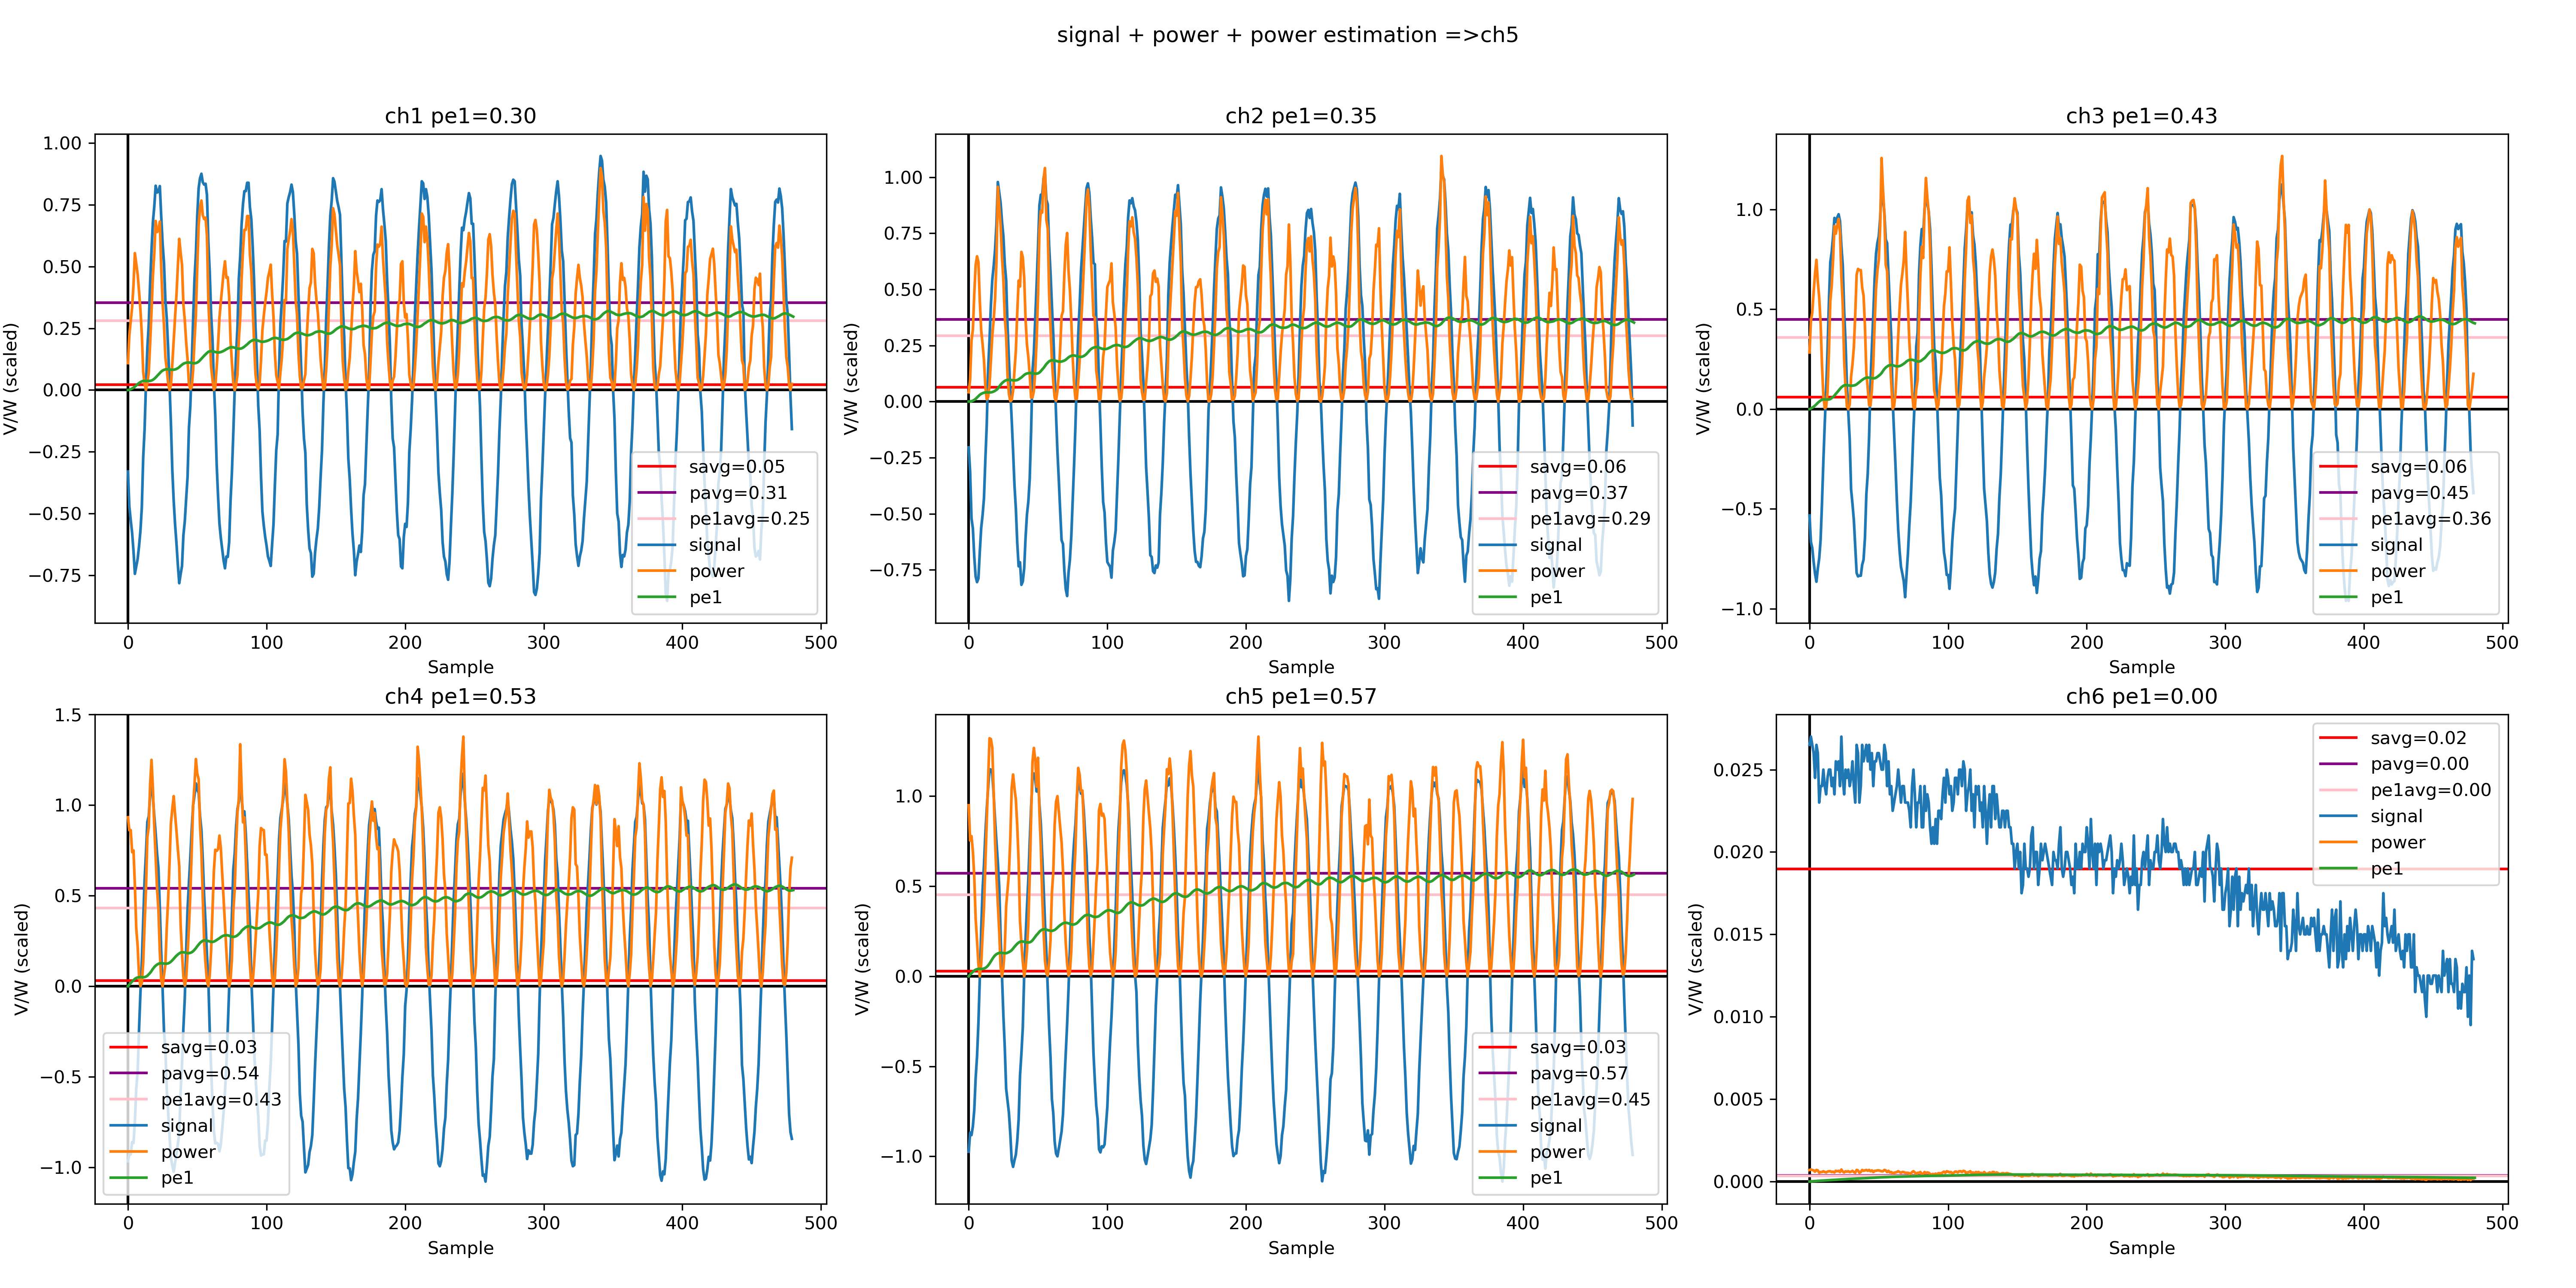 signal + power + power estimation =>ch5
ch1 pe1=0.30
V/W (scaled)
1.00
0.75
0.50
0.25
0.00
−0.25
−0.50
−0.75
savg=0.05
pavg=0.31
pe1avg=0.25
signal
power
pe1
0 100 200 300 400 500
Sample
ch2 pe1=0.35
V/W (scaled)
1.00
0.75
0.50
0.25
0.00
−0.25
−0.50
−0.75
savg=0.06
pavg=0.37
pe1avg=0.29
signal
power
pe1
0 100 200 300 400 500
Sample
ch3 pe1=0.43
V/W (scaled)
1.0
0.5
0.0
−0.5
−1.0
savg=0.06
pavg=0.45
pe1avg=0.36
signal
power
pe1
0 100 200 300 400 500
Sample
ch4 pe1=0.53
V/W (scaled)
1.5
1.0
0.5
0.0
−0.5
−1.0
savg=0.03
pavg=0.54
pe1avg=0.43
signal
power
pe1
0 100 200 300 400 500
Sample
ch5 pe1=0.57
V/W (scaled)
1.0
0.5
0.0
−0.5
−1.0
savg=0.03
pavg=0.57
pe1avg=0.45
signal
power
pe1
0 100 200 300 400 500
Sample
ch6 pe1=0.00
V/W (scaled)
0.025
0.020
0.015
0.010
0.005
0.000
savg=0.02
pavg=0.00
pe1avg=0.00
signal
power
pe1
0 100 200 300 400 500
Sample